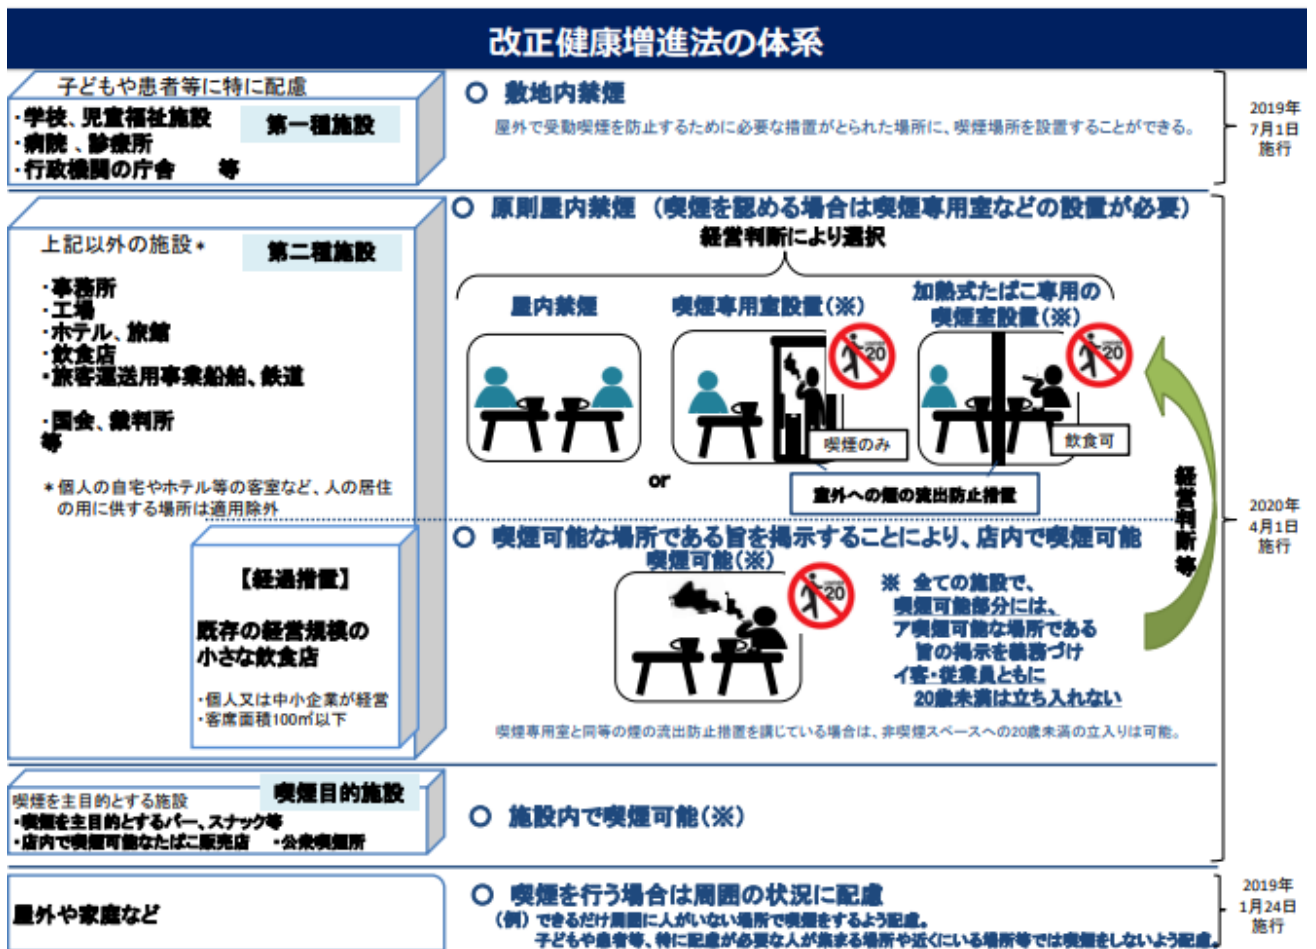 改正健康増進法の体系
子どもや患者等に特に配慮
・学校、児童福祉施設
・病院、診療所
・行政機関の庁舎 等
第一種施設
○ 敷地内禁煙
屋外で受動喫煙を防止するために必要な措置がとられた場所に、喫煙場所を設置することができる。
2019年
7月1日
施行
上記以外の施設*
第二種施設
・事務所
・工場
・ホテル、旅館
・飲食店
・旅客運送用事業船舶、鉄道
・国会、裁判所
等
*個人の自宅やホテル等の客室など、人の居住
の用に供する場所は適用除外
○ 原則屋内禁煙 (喫煙を認める場合は喫煙専用室などの設置が必要)
経営判断により選択
屋内禁煙
喫煙専用室設置(※)
加熱式たばこ専用の
喫煙室設置(※)
20
20
喫煙のみ
飲食可
or
室外への煙の流出防止措置
経営判断等
2020年
4月1日
施行
【経過措置】
既存の経営規模の
小さな飲食店
・個人又は中小企業が経営
・客席面積100㎡以下
○ 喫煙可能な場所である旨を掲示することにより、店内で喫煙可能
喫煙可能(※)
20
※ 全ての施設で、
喫煙可能部分には、
ア喫煙可能な場所である
旨の掲示を義務づけ
イ客・従業員ともに
20歳未満は立ち入れない
喫煙専用室と同等の煙の流出防止措置を講じている場合は、非喫煙スペースへの20歳未満の立入りは可能。
喫煙を主目的とする施設
喫煙目的施設
・喫煙を主目的とするバー、スナック等
・店内で喫煙可能なたばこ販売店 ・公衆喫煙所
○ 施設内で喫煙可能(※)
屋外や家庭など
○ 喫煙を行う場合は周囲の状況に配慮
(例) できるだけ周囲に人がいない場所で喫煙をするよう配慮。
子どもや患者等、特に配慮が必要な人が集まる場所や近くにいる場所等では喫煙をしないよう配慮。
2019年
1月24日
施行